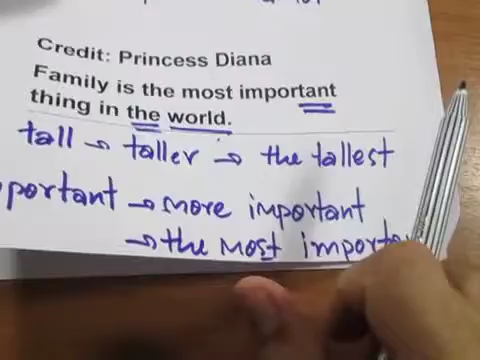 Credit: Princess Diana
Family is the most important
thing in the world.
tall → taller → the tallest
portant → more important
→ the most importa